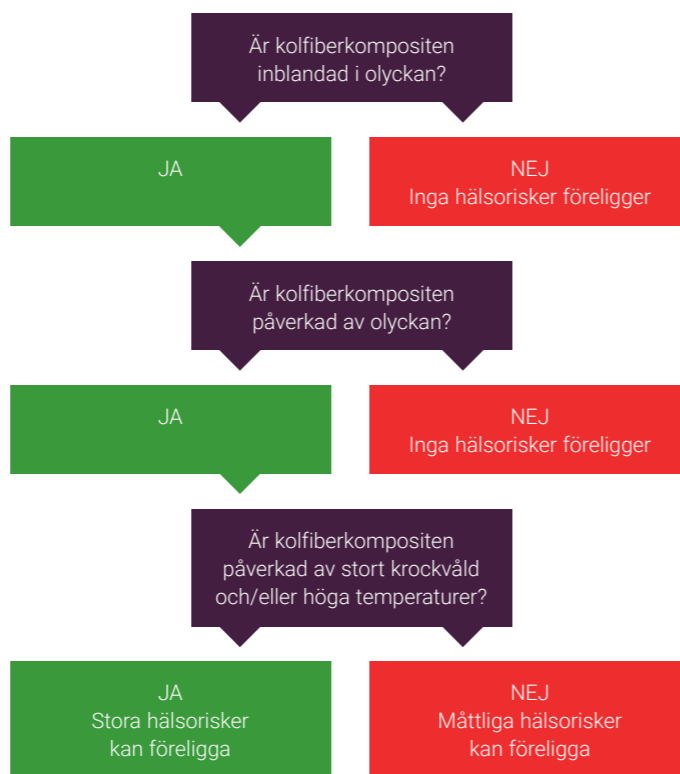 Är kolfiberkompositen
inblandad i olyckan?
JA
NEJ
Inga hälsorisker föreligger
Är kolfiberkompositen
påverkad av olyckan?
JA
NEJ
Inga hälsorisker föreligger
Är kolfiberkompositen
påverkad av stort krockvåld
och/eller höga temperaturer?
JA
Stora hälsorisker
kan föreligga
NEJ
Måttliga hälsorisker
kan föreligga